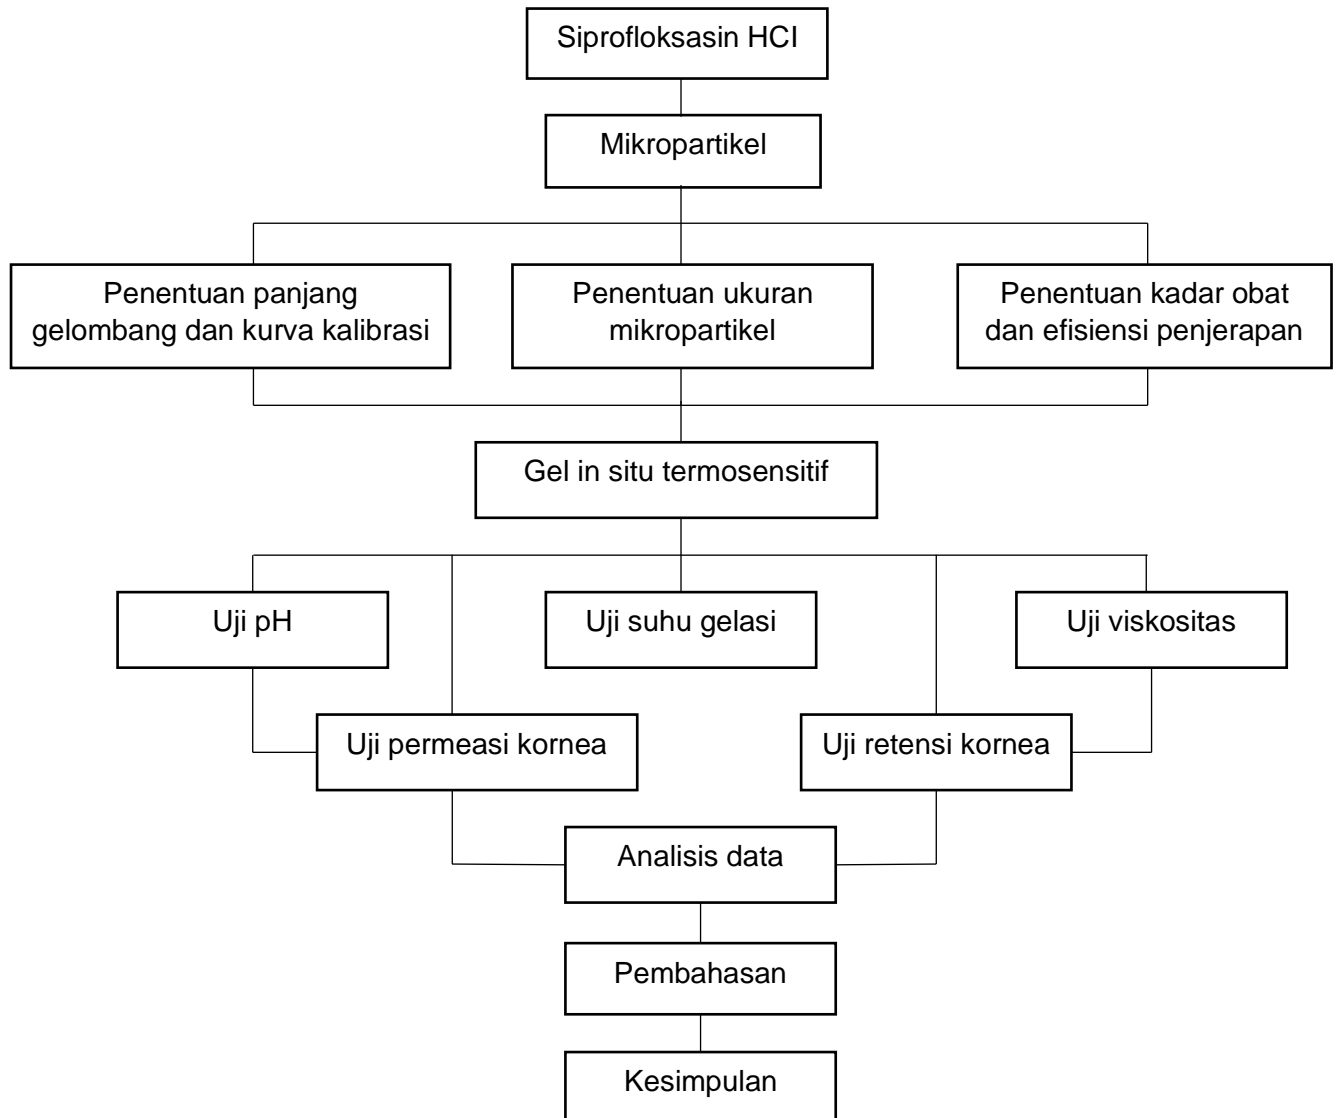 Siprofloksasin HCl
Mikropartikel
Penentuan panjang
gelombang dan kurva kalibrasi
Penentuan ukuran
mikropartikel
Penentuan kadar obat
dan efisiensi penjerapan
Gel in situ termosensitif
Uji pH
Uji suhu gelasi
Uji viskositas
Uji permeasi kornea
Uji retensi kornea
Analisis data
Pembahasan
Kesimpulan